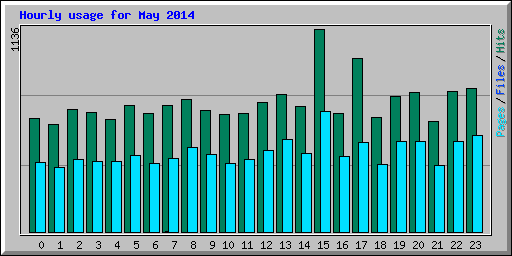 Hourly usage for May 2014
1136
Pages/Files/Hits
0 1 2 3 4 5 6 7 8 9 10 11 12 13 14 15 16 17 18 19 20 21 22 23